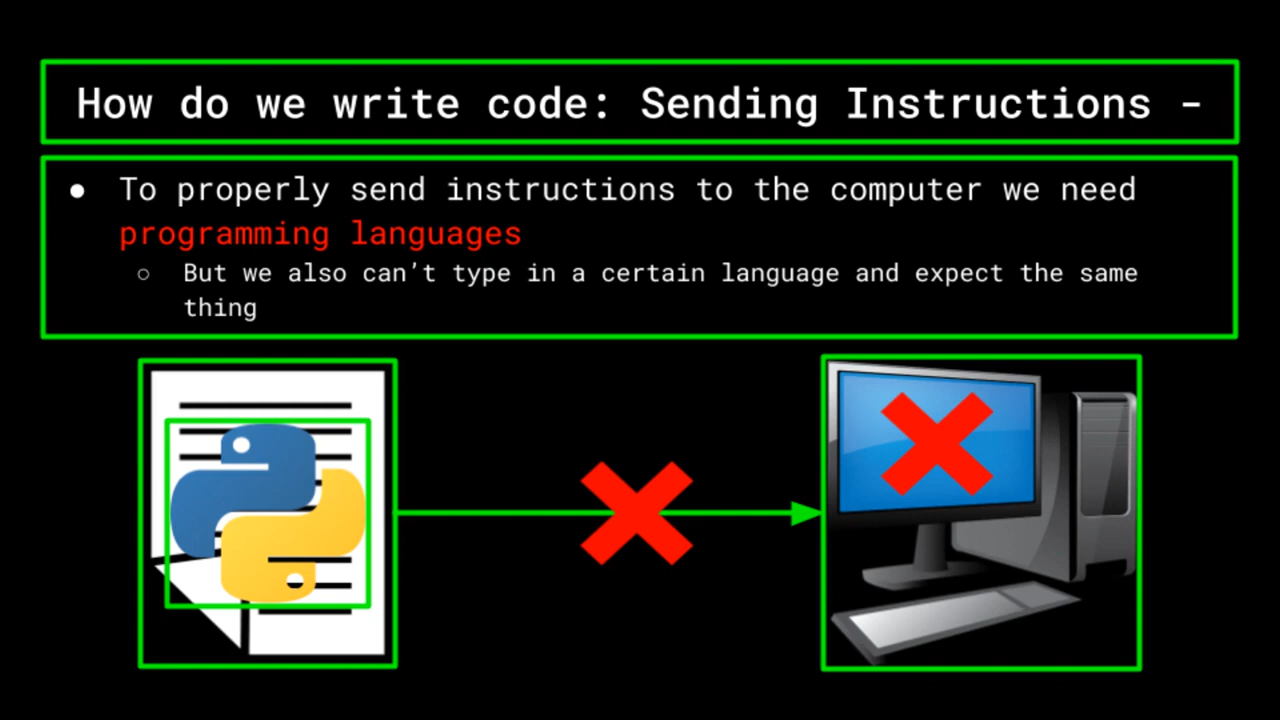 How do we write code: Sending Instructions -
● To properly send instructions to the computer we need
programming languages
○ But we also can’t type in a certain language and expect the same
thing